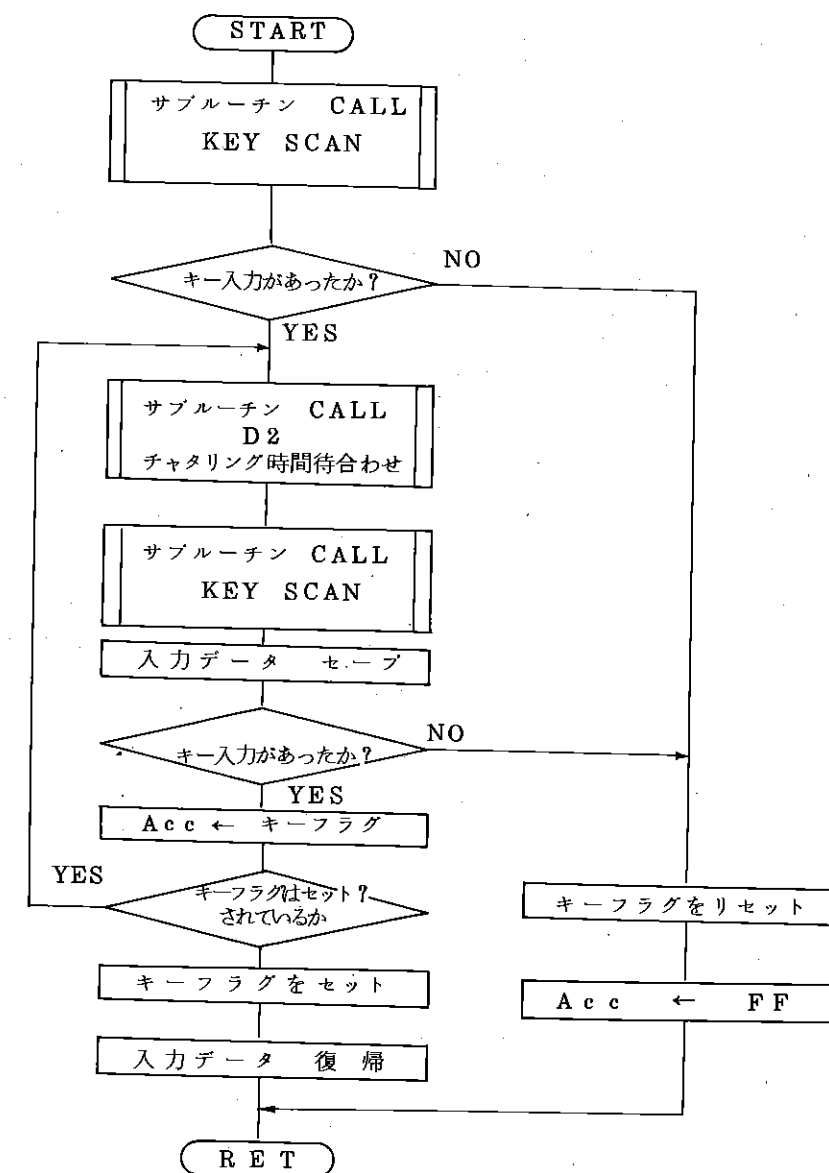 START
サブルーチン CALL
KEY SCAN
キー入力があったか?
NO
YES
サブルーチン CALL
D2
チャタリング時間待合わせ
サブルーチン CALL
KEY SCAN
入力データ セーブ
キー入力があったか?
NO
YES
Acc ← キーフラグ
YES
キーフラグはセット?
されているか
キーフラグをリセット
キーフラグをセット
Acc ← FF
入力データ 復帰
RET